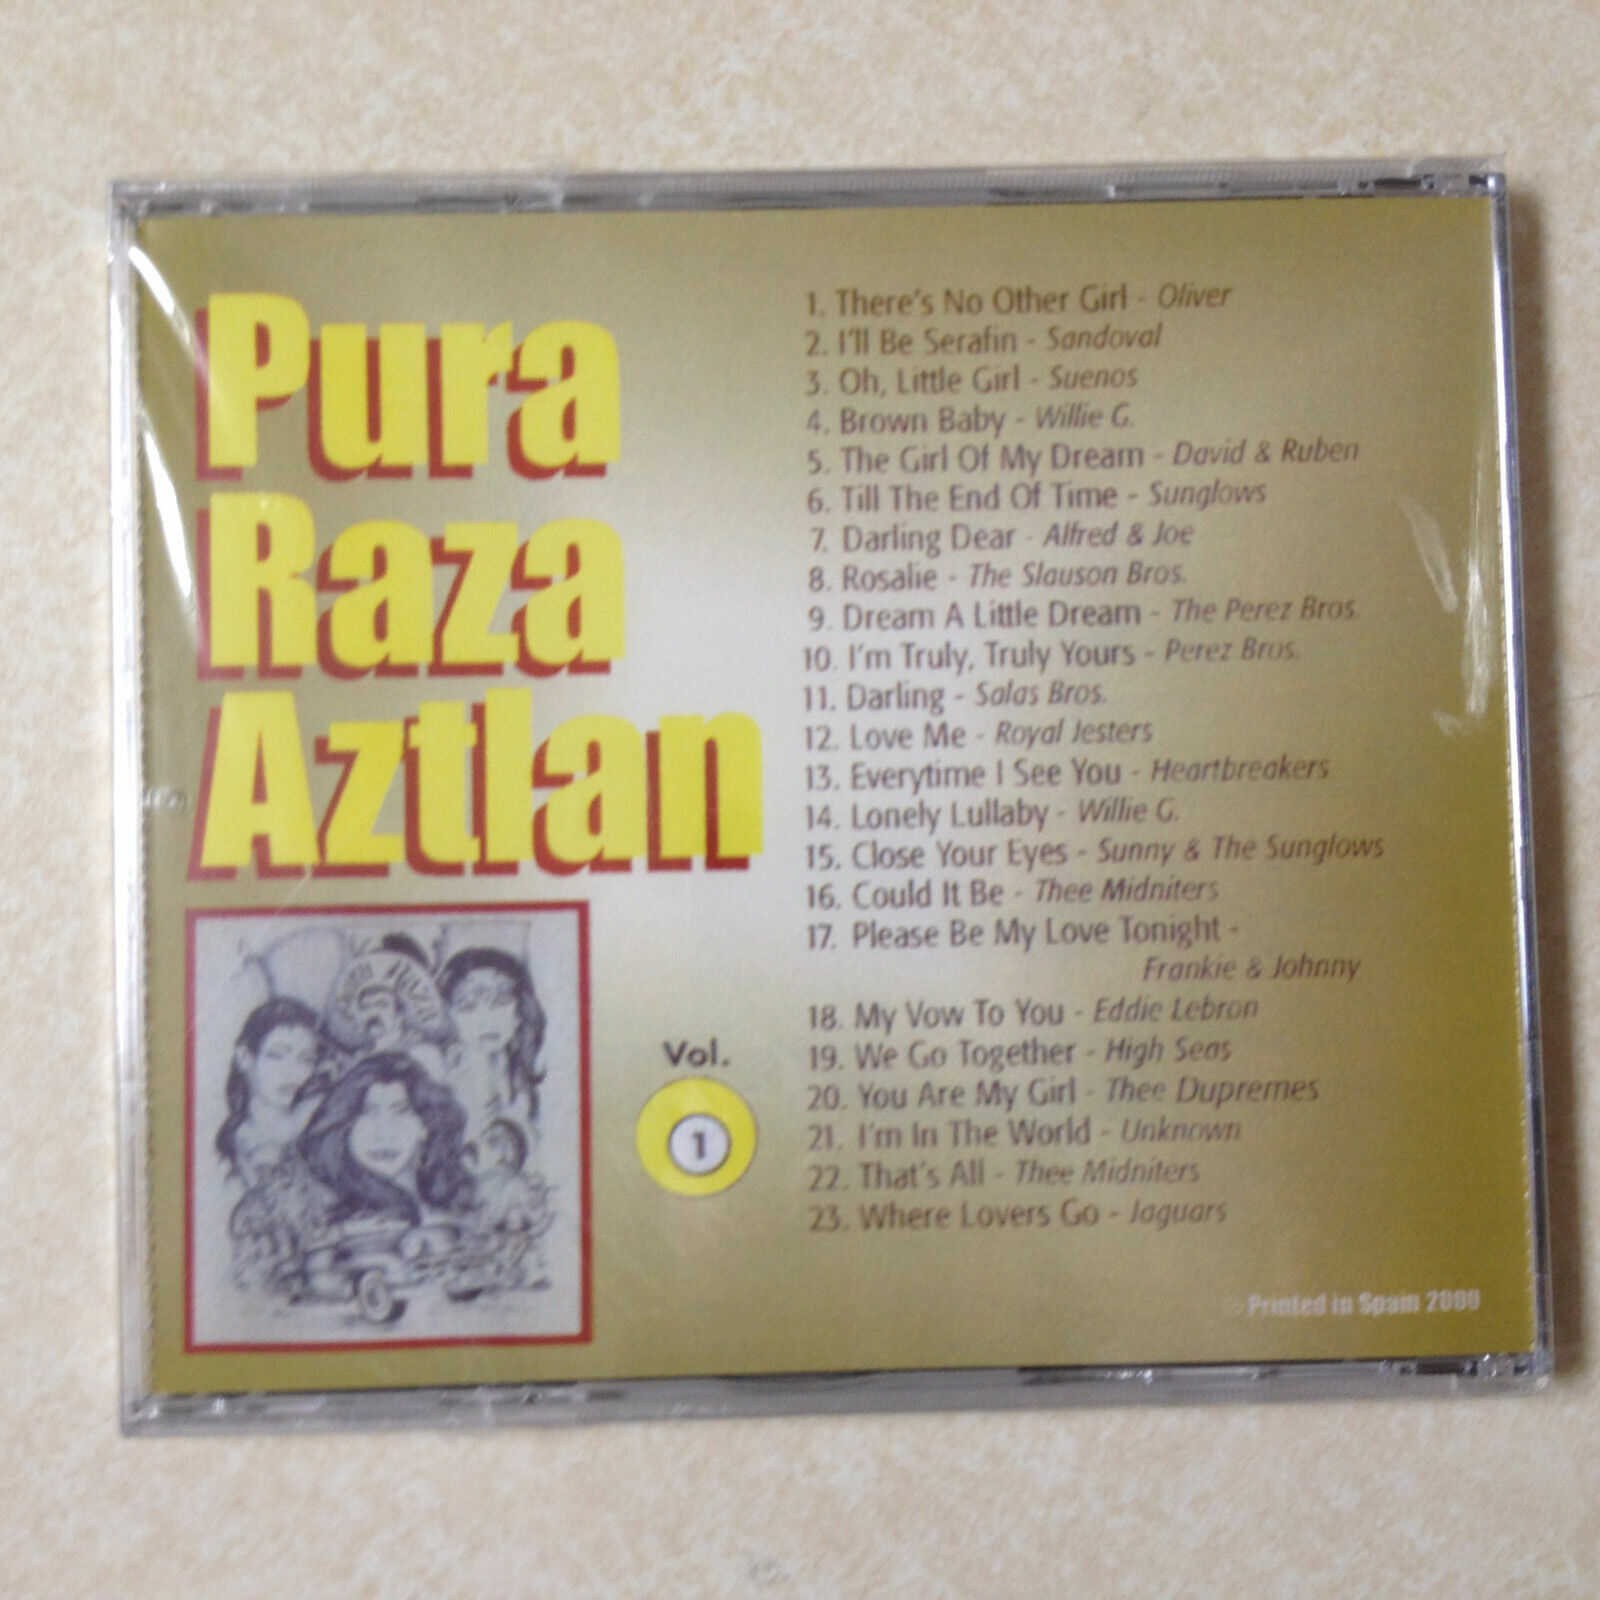 Pura
Raza
Aztlan
Vol.
1
1. There's No Other Girl - Oliver
2. I'll Be Serafin - Sandoval
3. Oh, Little Girl - Suenos
4. Brown Baby - Willie G.
5. The Girl Of My Dream - David & Ruben
6. Till The End Of Time - Sunglows
7. Darling Dear - Alfred & Joe
8. Rosalie - The Slauson Bros.
9. Dream A Little Dream - The Perez Bros.
10. I'm Truly, Truly Yours - Perez Bros.
11. Darling - Salas Bros.
12. Love Me - Royal Jesters
13. Everytime I See You - Heartbreakers
14. Lonely Lullaby - Willie G.
15. Close Your Eyes - Sunny & The Sunglows
16. Could It Be - Thee Midniters
17. Please Be My Love Tonight -
Frankie & Johnny
18. My Vow To You - Eddie Lebron
19. We Go Together - High Seas
20. You Are My Girl - Thee Dupremes
21. I'm In The World - Unknown
22. That's All - Thee Midniters
23. Where Lovers Go - Jaguars
Printed in Spain 2000